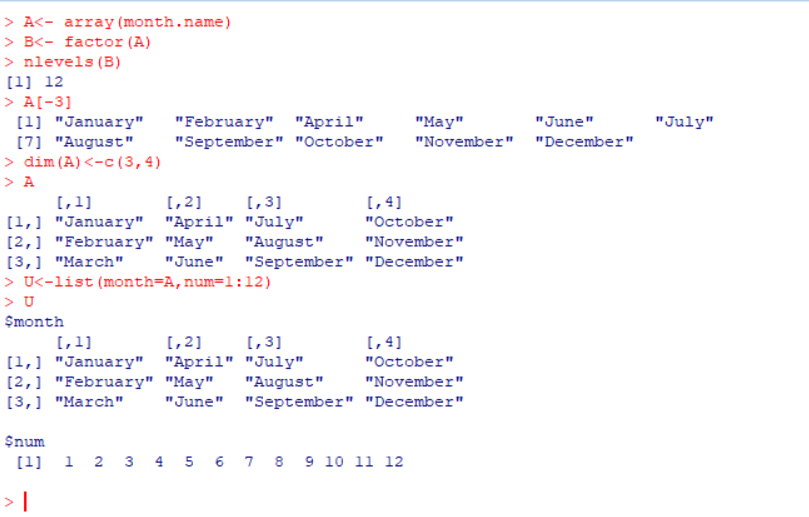 > A<- array(month.name)
> B<- factor(A)
> nlevels(B)
[1] 12
> A[-3]
 [1] "January"   "February"  "April"     "May"       "June"      "July"
 [7] "August"    "September" "October"   "November"  "December"
> dim(A)<-c(3,4)
> A
     [,1]       [,2]    [,3]        [,4]
[1,] "January"  "April" "July"      "October"
[2,] "February" "May"   "August"    "November"
[3,] "March"    "June"  "September" "December"
> U<-list(month=A,num=1:12)
> U
$month
     [,1]       [,2]    [,3]        [,4]
[1,] "January"  "April" "July"      "October"
[2,] "February" "May"   "August"    "November"
[3,] "March"    "June"  "September" "December"

$num
 [1]  1  2  3  4  5  6  7  8  9 10 11 12

>